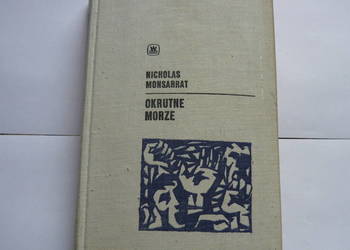 W
NICHOLAS
MONSARRAT
OKRUTNE
MORZE